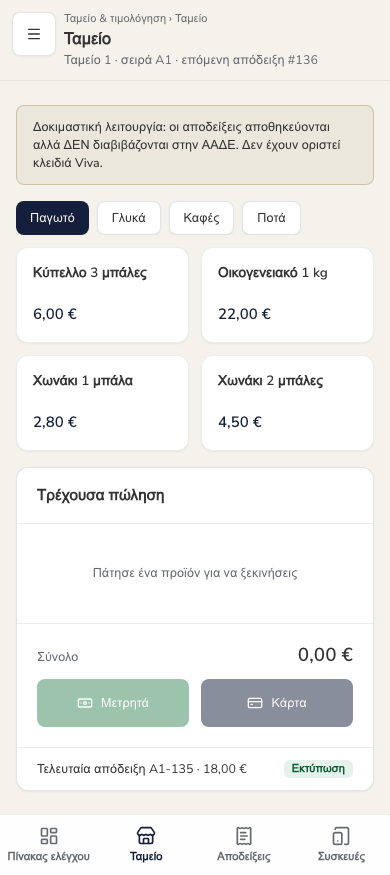 Ταμείο & τιμολόγηση › Ταμείο
Ταμείο
Ταμείο 1 · σειρά A1 · επόμενη απόδειξη #136
Δοκιμαστική λειτουργία: οι αποδείξεις αποθηκεύονται
αλλά ΔΕΝ διαβιβάζονται στην ΑΑΔΕ. Δεν έχουν οριστεί
κλειδιά Viva.
Παγωτό
Γλυκά
Καφές
Ποτά
Κύπελλο 3 μπάλες
Οικογενειακό 1 kg
6,00 €
22,00 €
Χωνάκι 1 μπάλα
Χωνάκι 2 μπάλες
2,80 €
4,50 €
Τρέχουσα πώληση
Πάτησε ένα προϊόν για να ξεκινήσεις
Σύνολο
0,00 €
Μετρητά
Κάρτα
Τελευταία απόδειξη A1-135 · 18,00 €
Εκτύπωση
Πίνακας ελέγχου
Ταμείο
Αποδείξεις
Συσκευές